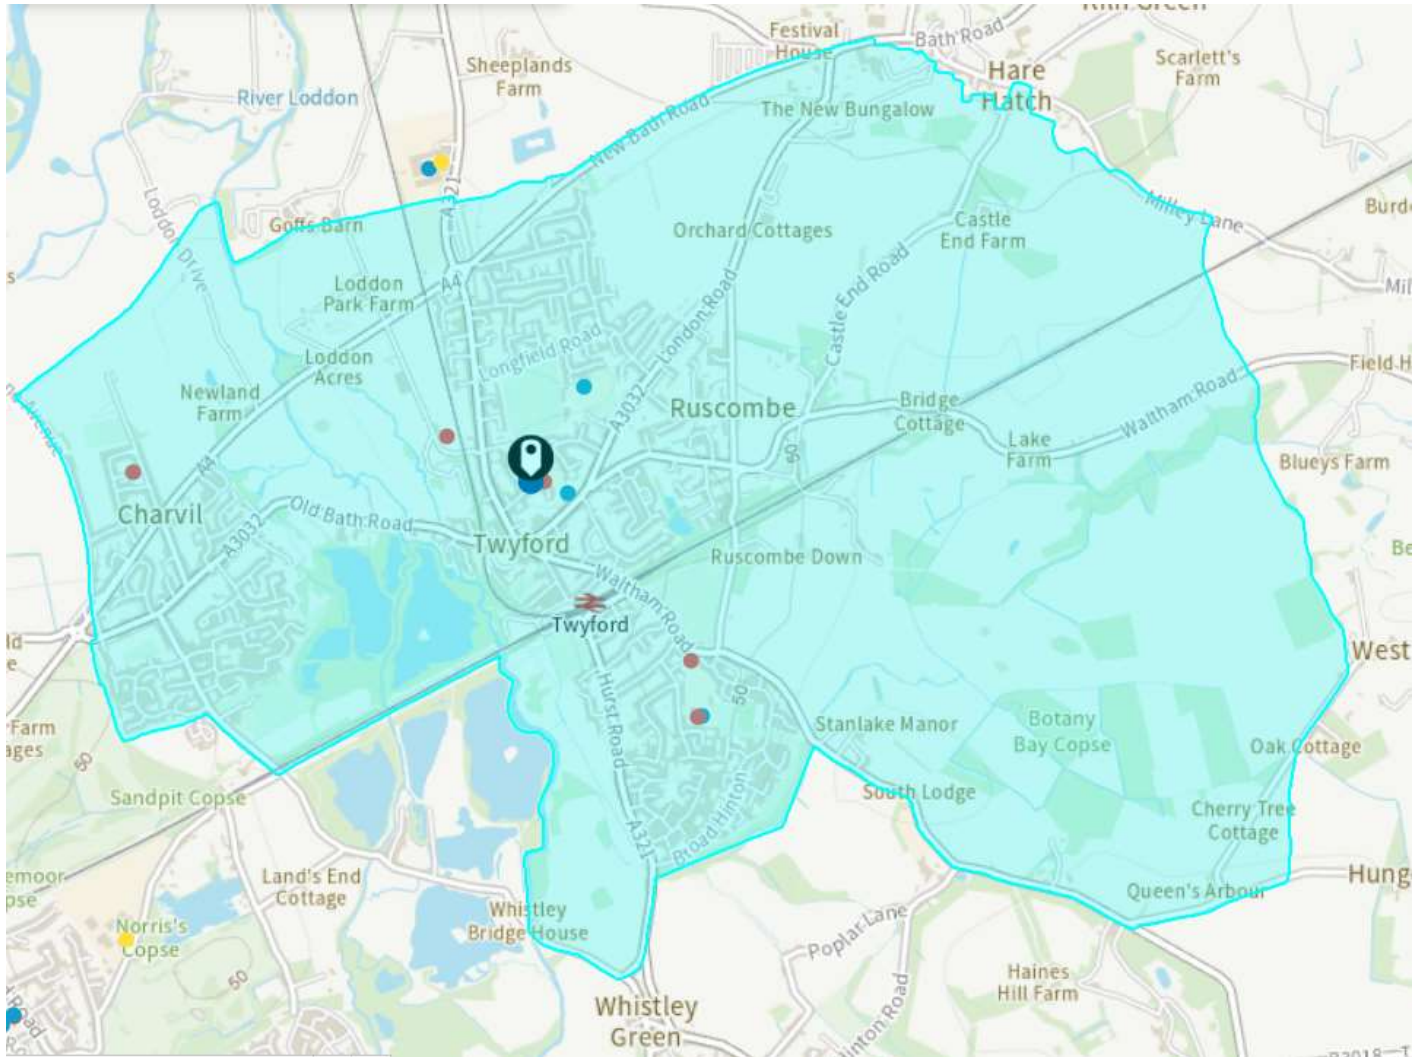 Festival
House
Bath Road
Sheeplands
Farm
Hare
Hatch
Scarlett's
Farm
River Loddon
The New Bungalow
New Bath Road
A321
Loddon Drive
Goffs Barn
Orchard Cottages
Castle
End Farm
Milley Lane
Loddon
Park Farm
A4
Longfield Road
London Road
Castle End Road
Loddon
Acres
Newland
Farm
A3032
Ruscombe
Bridge
Cottage
Waltham Road
Lake
Farm
50
Blueys Farm
A4
Charvil
A3032
Old Bath Road
Twyford
Ruscombe Down
Waltham Road
Twyford
Hurst Road
50
Stanlake Manor
Botany
Bay Copse
Oak Cottage
50
Sandpit Copse
South Lodge
Cherry Tree
Cottage
A321
Broad Hinton
Land's End
Cottage
Queen's Arbour
Whistley
Bridge House
Norris's
Copse
Poplar Lane
50
Haines
Hill Farm
Whistley
Green